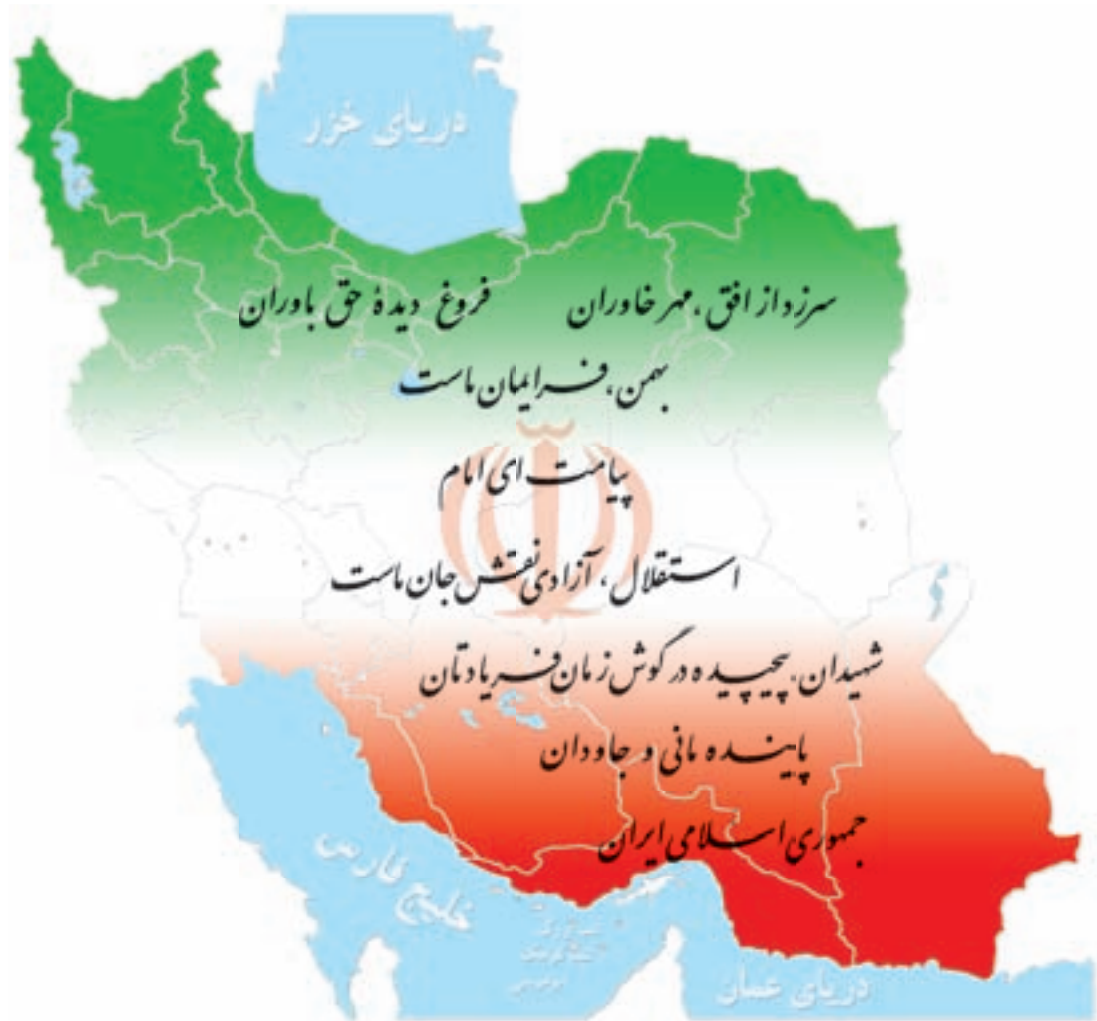 دریای خزر
سرزد از افق، مهر خاوران فروغ دیدهٔ حق باوران
بهمن، فر ایمان ماست
پیامت ای امام
استقلال، آزادی نقش جان ماست
شهیدان، پیچیده در گوش زمان فریادتان
پاینده مانی و جاودان
جمهوری اسلامی ایران
خلیج فارس
دریای عمان